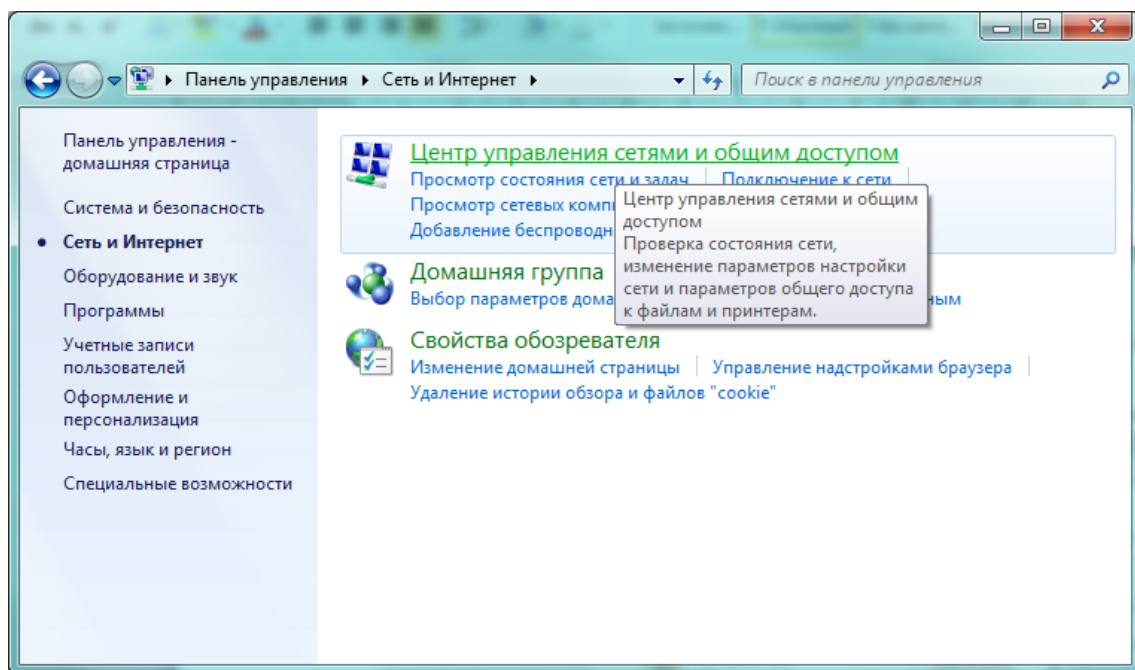 Панель управления ▸ Сеть и Интернет ▸
Поиск в панели управления
Панель управления -
домашняя страница
Система и безопасность
Сеть и Интернет
Оборудование и звук
Программы
Учетные записи
пользователей
Оформление и
персонализация
Часы, язык и регион
Специальные возможности
Центр управления сетями и общим доступом
Просмотр состояния сети и задач
Подключение к сети
Просмотр сетевых
Добавление
Центр управления сетями и общим
доступом
Проверка состояния сети,
изменение параметров настройки
сети и параметров общего доступа
к файлам и принтерам.
Домашняя группа
Выбор параметров
Свойства обозревателя
Изменение домашней страницы
Управление надстройками браузера
Удаление истории обзора и файлов "cookie"